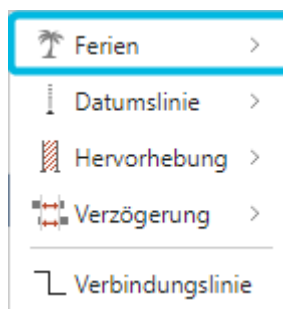 Ferien
Datumslinie
Hervorhebung
Verzögerung
Verbindungslinie